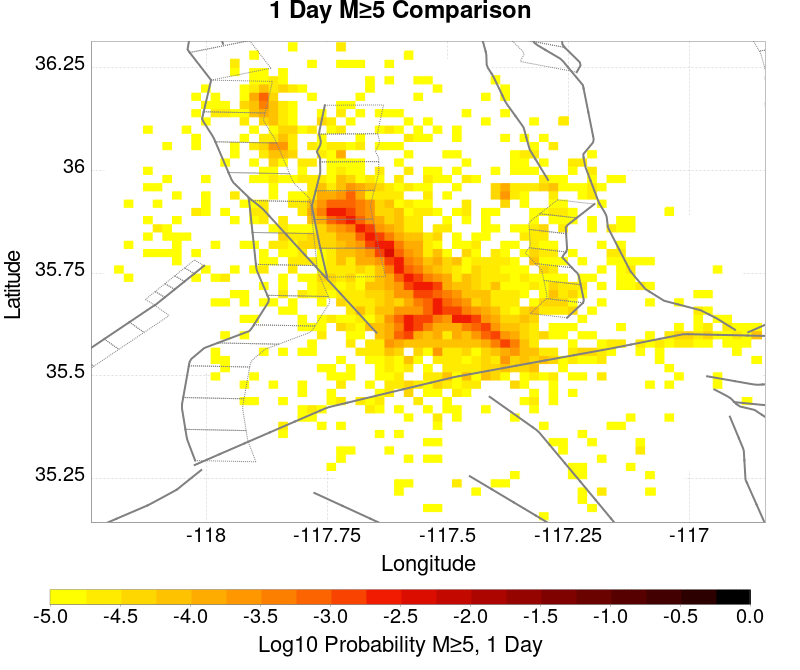 1 Day M≥5 Comparison
36.25
36
35.75
35.5
35.25
Latitude
-118 -117.75 -117.5 -117.25 -117
Longitude
-5.0 -4.5 -4.0 -3.5 -3.0 -2.5 -2.0 -1.5 -1.0 -0.5 0.0
Log10 Probability M≥5, 1 Day